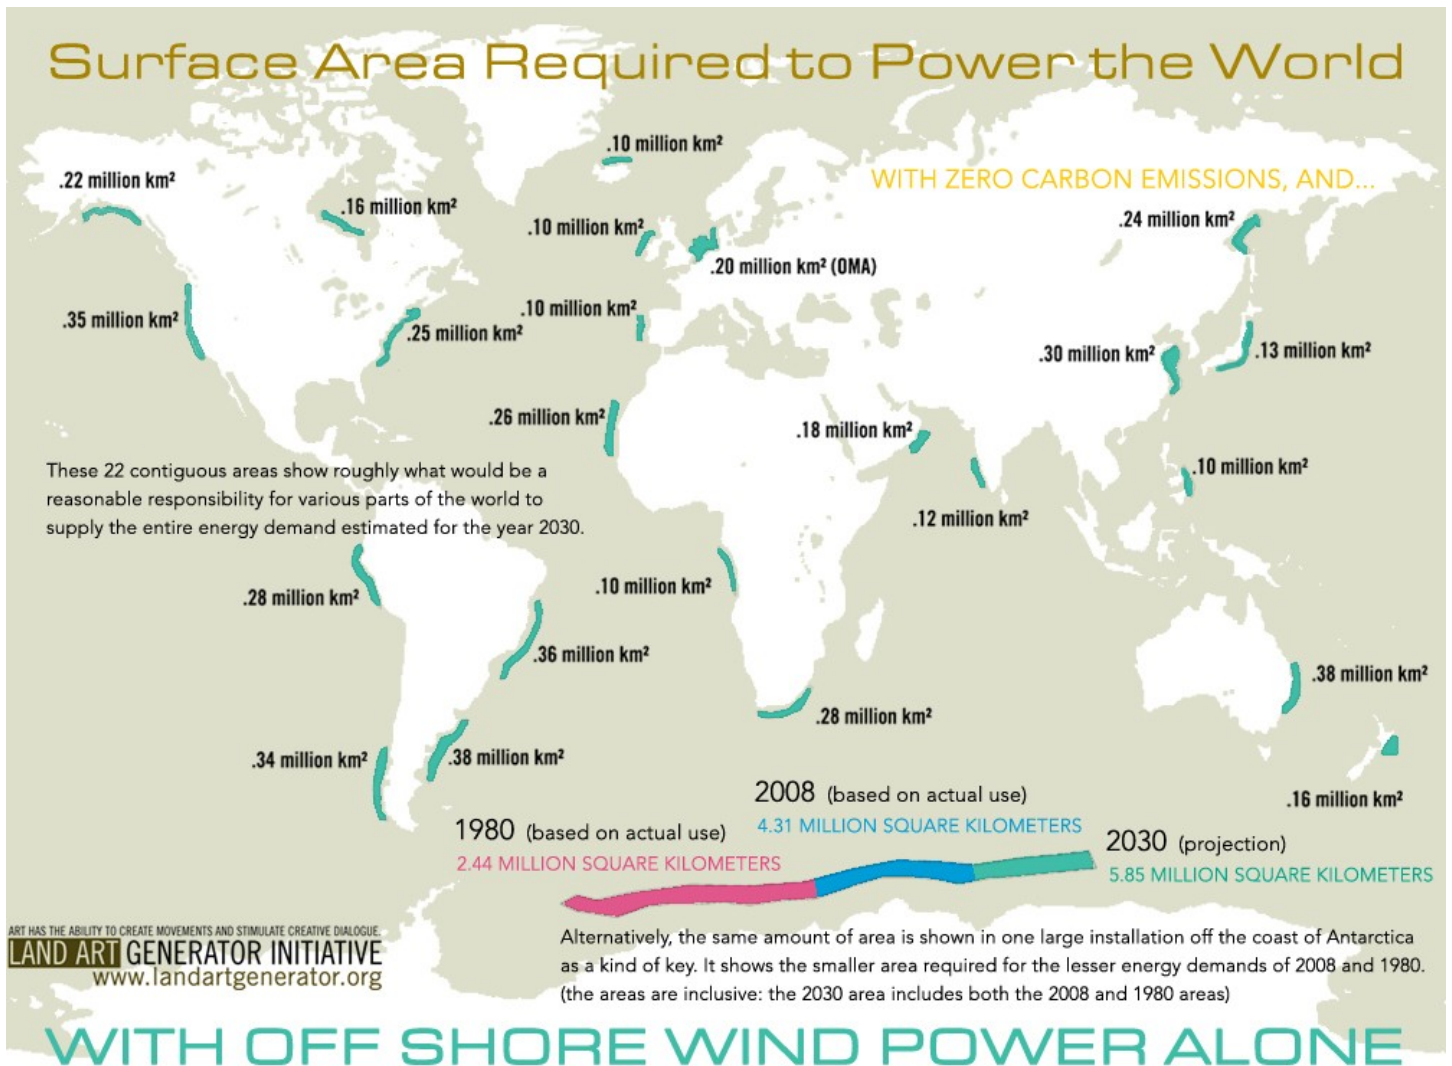 Surface Area Required to Power the World
.10 million km²
WITH ZERO CARBON EMISSIONS, AND...
.22 million km²
.16 million km²
.10 million km²
.24 million km²
.20 million km² (OMA)
.35 million km²
.25 million km²
.10 million km²
.30 million km²
.13 million km²
.26 million km²
.18 million km²
.10 million km²
.12 million km²
These 22 contiguous areas show roughly what would be a
reasonable responsibility for various parts of the world to
supply the entire energy demand estimated for the year 2030.
.28 million km²
.10 million km²
.36 million km²
.38 million km²
.28 million km²
.34 million km²
.38 million km²
.16 million km²
1980 (based on actual use)
2.44 MILLION SQUARE KILOMETERS
2008 (based on actual use)
4.31 MILLION SQUARE KILOMETERS
2030 (projection)
5.85 MILLION SQUARE KILOMETERS
Alternatively, the same amount of area is shown in one large installation off the coast of Antarctica
as a kind of key. It shows the smaller area required for the lesser energy demands of 2008 and 1980.
(the areas are inclusive: the 2030 area includes both the 2008 and 1980 areas)
ART HAS THE ABILITY TO CREATE MOVEMENTS AND STIMULATE CREATIVE DIALOGUE.
LAND ART GENERATOR INITIATIVE
www.landartgenerator.org
WITH OFF SHORE WIND POWER ALONE